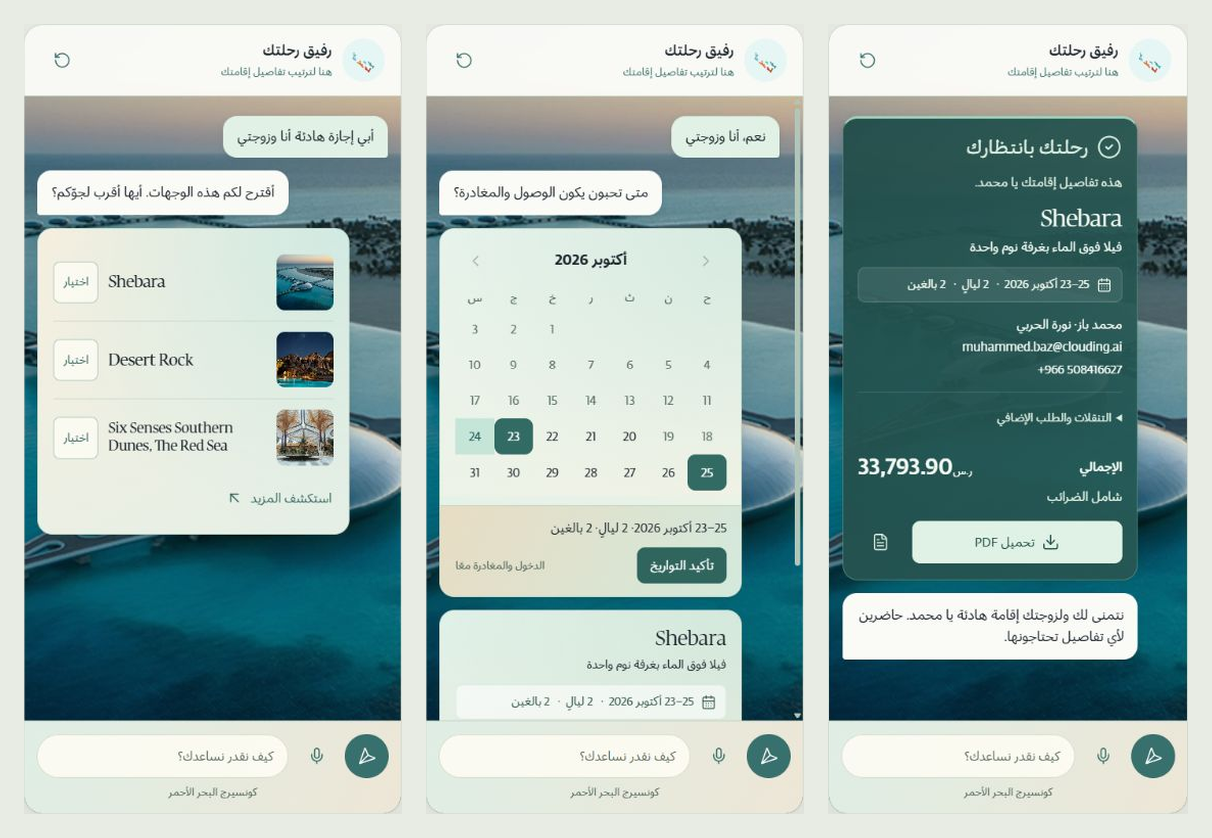 رفيق رحلتك
هنا لترتيب تفاصيل إقامتك
أبي إجازة هادئة أنا وزوجتي
أقترح لكم هذه الوجهات. أيها أقرب لجوّكم؟
Shebara
اختيار
Desert Rock
اختيار
Six Senses Southern
Dunes, The Red Sea
اختيار
استكشف المزيد
كيف نقدر نساعدك؟
كونسيرج البحر الأحمر
رفيق رحلتك
هنا لترتيب تفاصيل إقامتك
نعم، أنا وزوجتي
متى تحبون يكون الوصول والمغادرة؟
أكتوبر 2026
ح ن ث ر خ ج س
1 2 3
4 5 6 7 8 9 10
11 12 13 14 15 16 17
18 19 20 21 22 23 24
25 26 27 28 29 30 31
23–25 أكتوبر 2026 · 2 ليالٍ · 2 بالغين
تأكيد التواريخ
الدخول والمغادرة معًا
Shebara
فيلا فوق الماء بغرفة نوم واحدة
23–25 أكتوبر 2026 · 2 ليالٍ · 2 بالغين
كيف نقدر نساعدك؟
كونسيرج البحر الأحمر
رفيق رحلتك
هنا لترتيب تفاصيل إقامتك
رحلتك بانتظارك
هذه تفاصيل إقامتك يا محمد.
Shebara
فيلا فوق الماء بغرفة نوم واحدة
23–25 أكتوبر 2026 · 2 ليالٍ · 2 بالغين
محمد باز · نورة الحربي
muhammed.baz@clouding.ai
+966 508416627
التنقلات والطلب الإضافي
الإجمالي
33,793.90 ر.س
شامل الضرائب
تحميل PDF
نتمنى لك ولزوجتك إقامة هادئة يا محمد. حاضرين
لأي تفاصيل تحتاجونها.
كيف نقدر نساعدك؟
كونسيرج البحر الأحمر